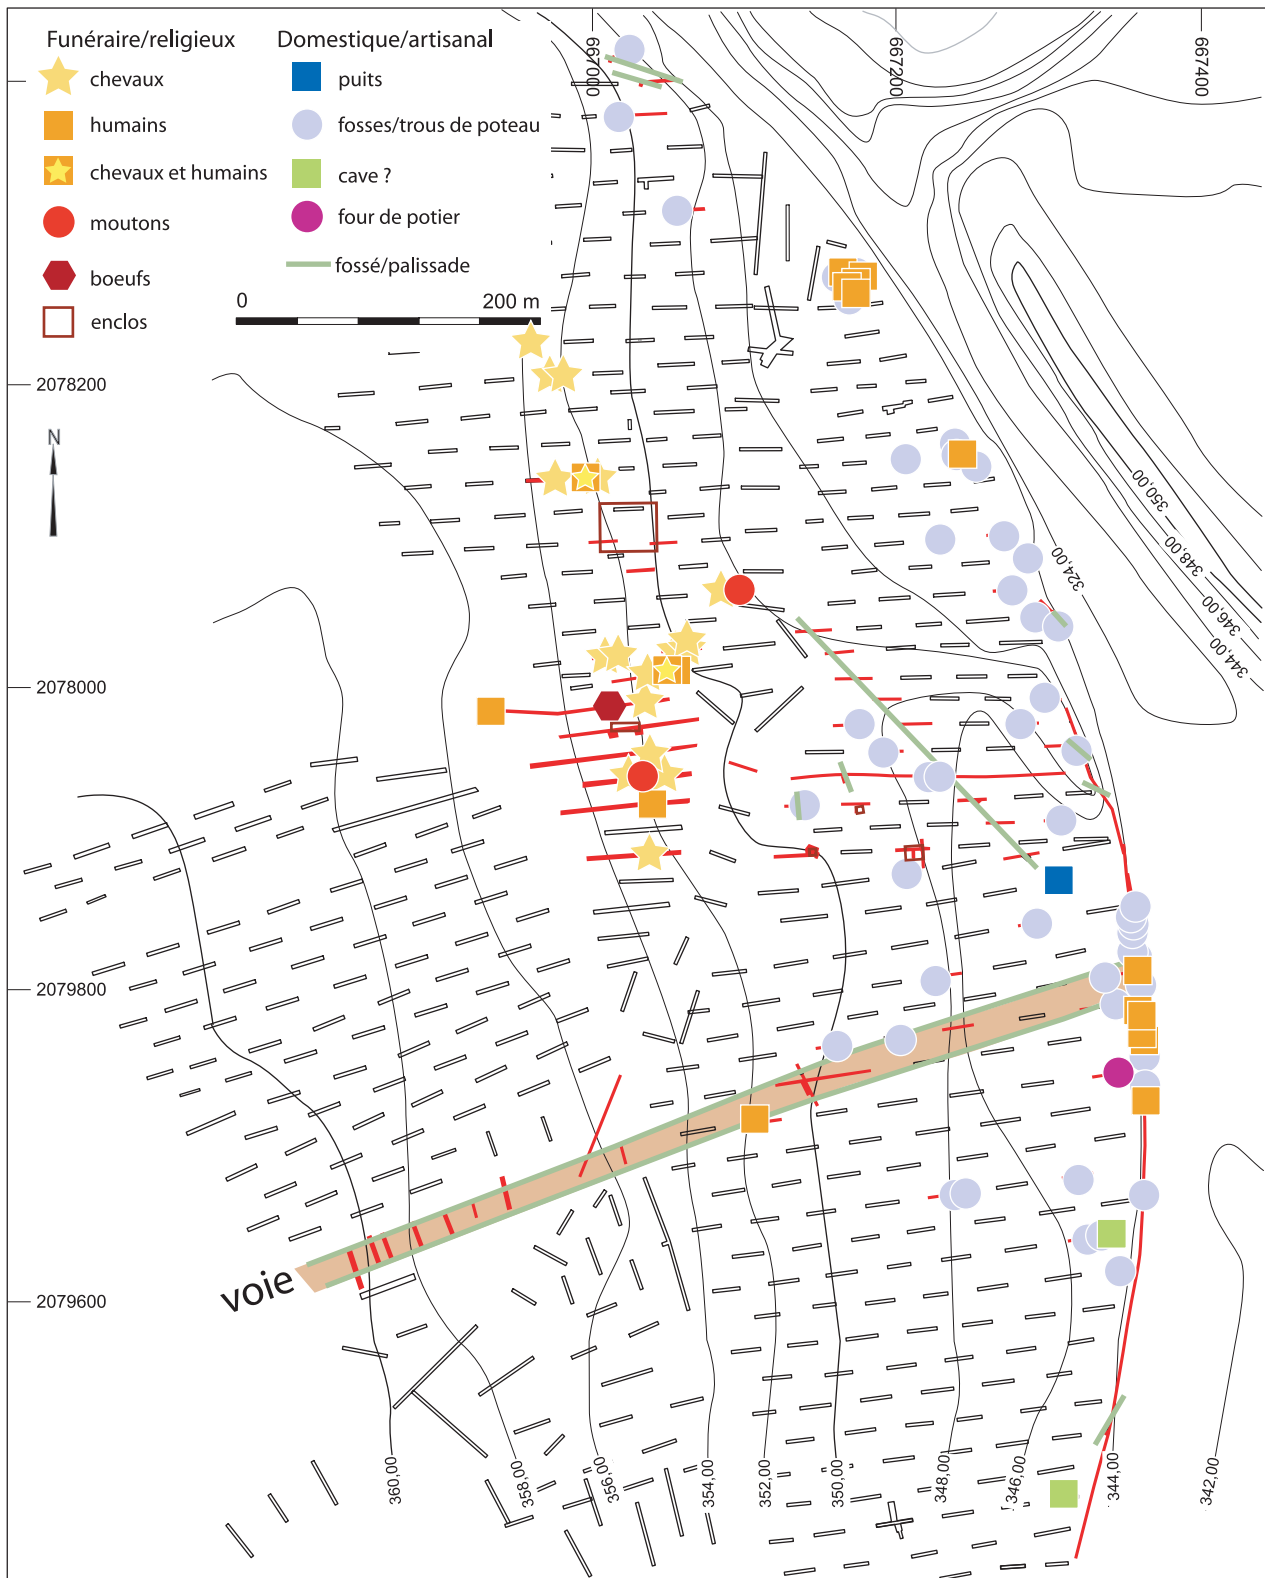 Funéraire/religieux
Domestique/artisanal
chevaux
puits
humains
fosses/trous de poteau
chevaux et humains
cave ?
moutons
four de potier
boeufs
fossé/palissade
enclos
0
200 m
667000
667200
667400
2078200
N
2078000
2079800
2079600
350,00
348,00
346,00
344,00
324,00
voie
360,00
358,00
356,00
354,00
352,00
350,00
348,00
346,00
344,00
342,00